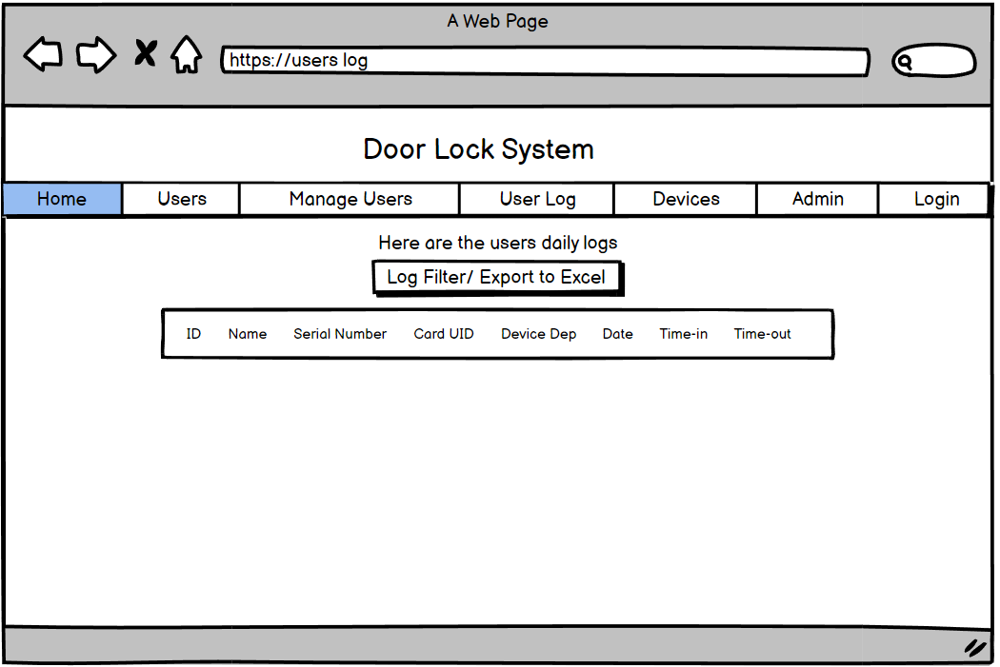 A Web Page
https://users log
Door Lock System
Home Users Manage Users User Log Devices Admin Login
Here are the users daily logs
Log Filter/ Export to Excel
ID Name Serial Number Card UID Device Dep Date Time-in Time-out